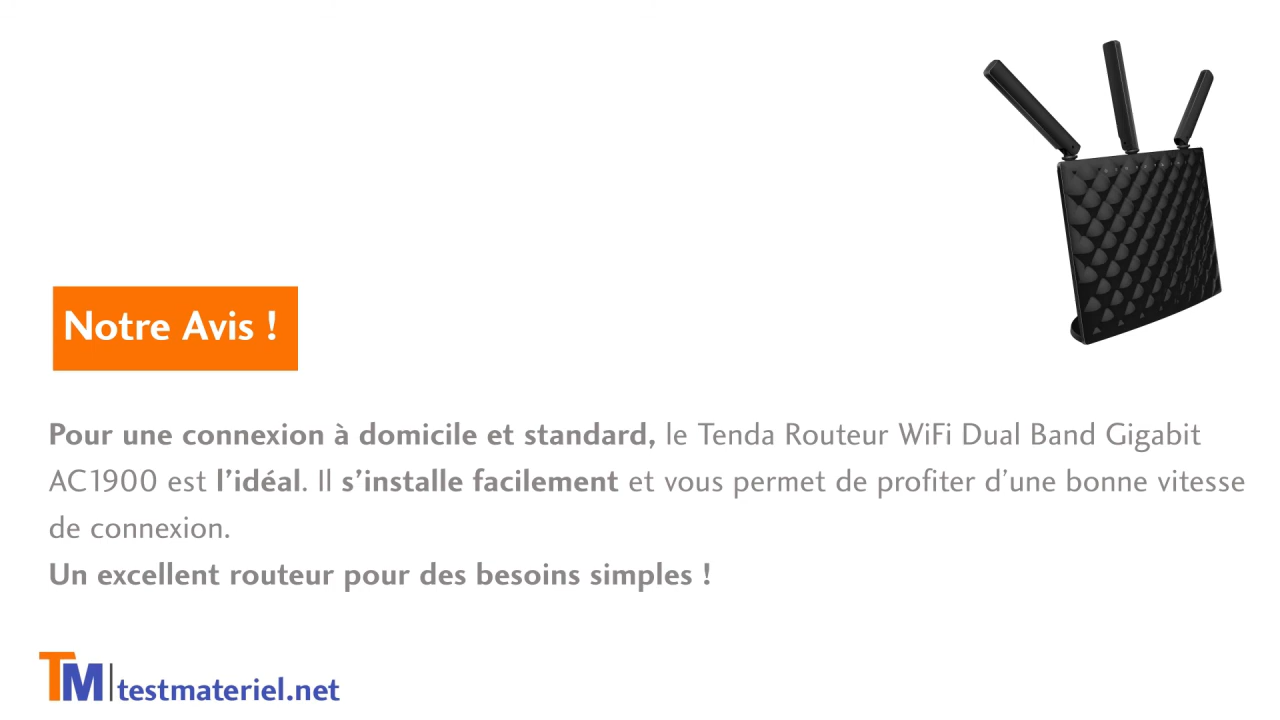 Notre Avis !
Pour une connexion à domicile et standard, le Tenda Routeur WiFi Dual Band Gigabit
AC1900 est l’idéal. Il s’installe facilement et vous permet de profiter d’une bonne vitesse
de connexion.
Un excellent routeur pour des besoins simples !
TM|testmateriel.net